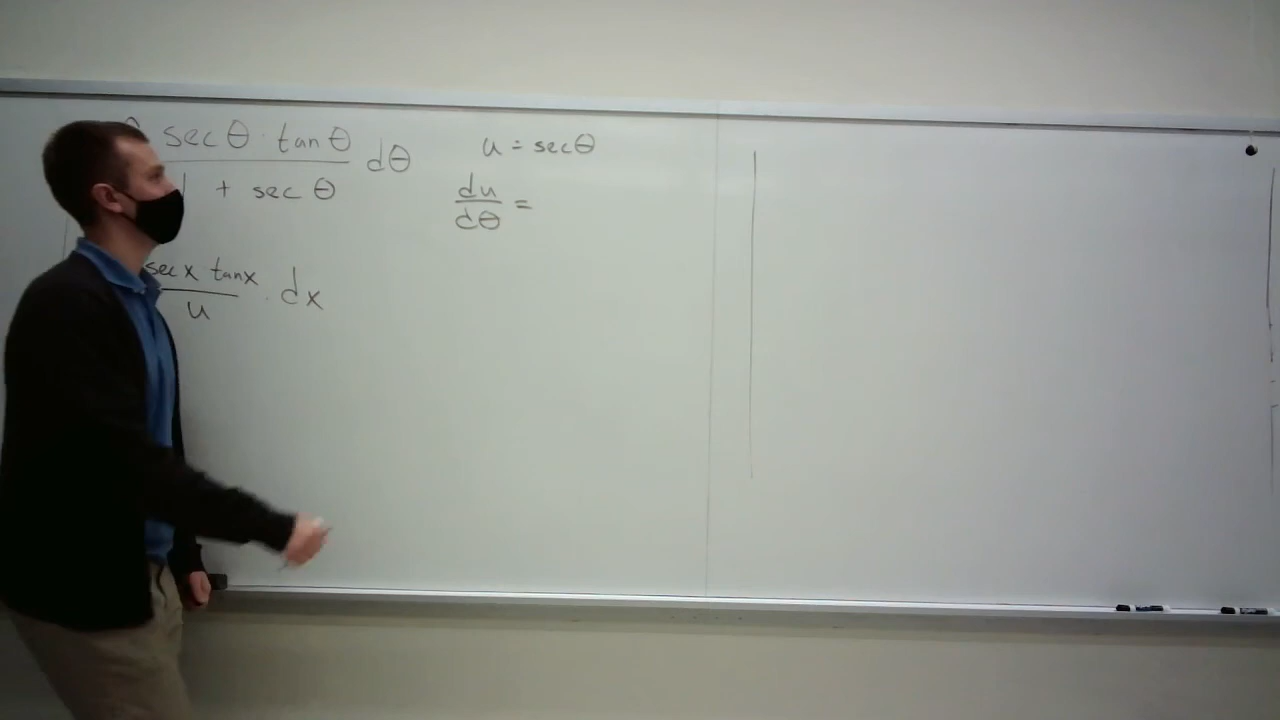 sec θ · tan θ
dθ
+ sec θ
u = sec θ
du
dθ =
sec x tan x
u
· dx